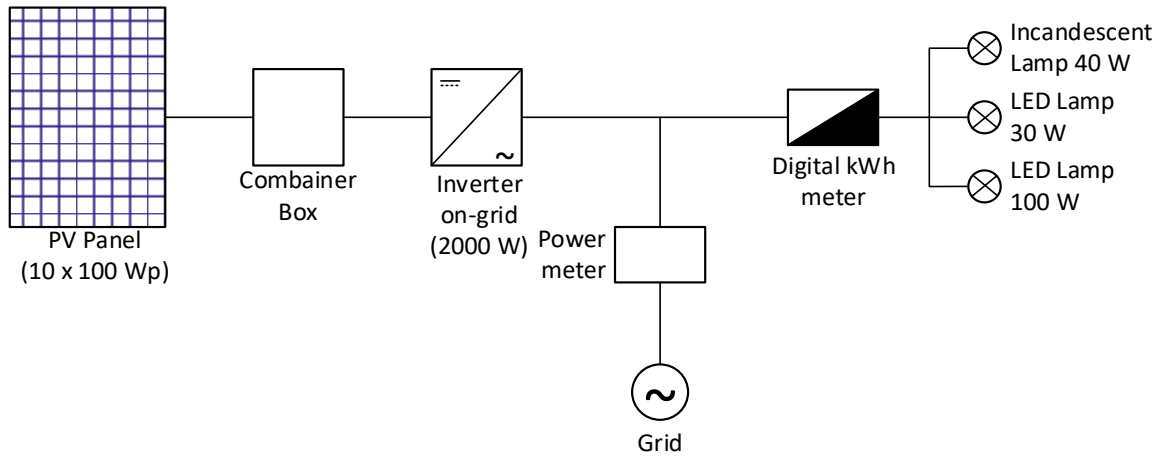 PV Panel
(10 x 100 Wp)
Combainer
Box
Inverter
on-grid
(2000 W)
Power
meter
~
Grid
Digital kWh
meter
Incandescent
Lamp 40 W
LED Lamp
30 W
LED Lamp
100 W